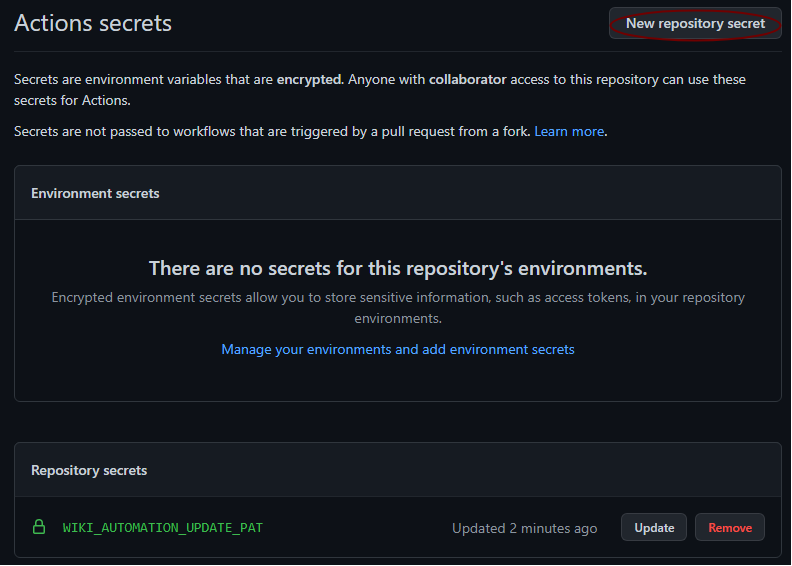 Actions secrets
New repository secret
Secrets are environment variables that are encrypted. Anyone with collaborator access to this repository can use these
secrets for Actions.
Secrets are not passed to workflows that are triggered by a pull request from a fork. Learn more.
Environment secrets
There are no secrets for this repository's environments.
Encrypted environment secrets allow you to store sensitive information, such as access tokens, in your repository
environments.
Manage your environments and add environment secrets
Repository secrets
WIKI_AUTOMATION_UPDATE_PAT Updated 2 minutes ago Update Remove